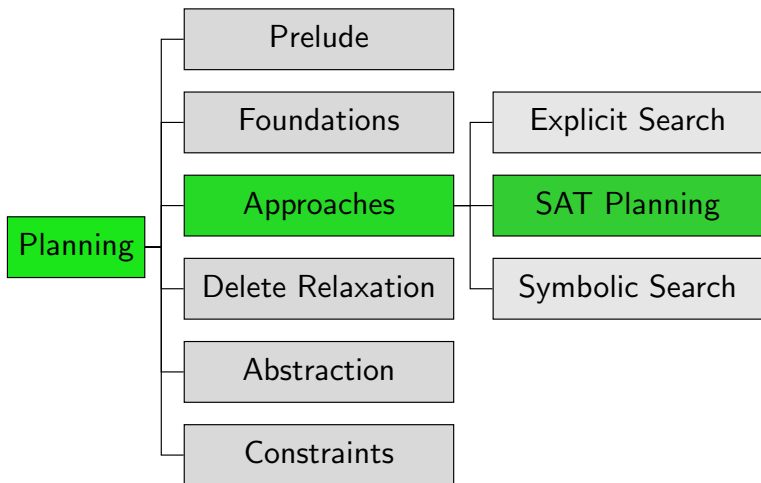 Prelude
Foundations
Explicit Search
Approaches
SAT Planning
Planning
Delete Relaxation
Symbolic Search
Abstraction
Constraints